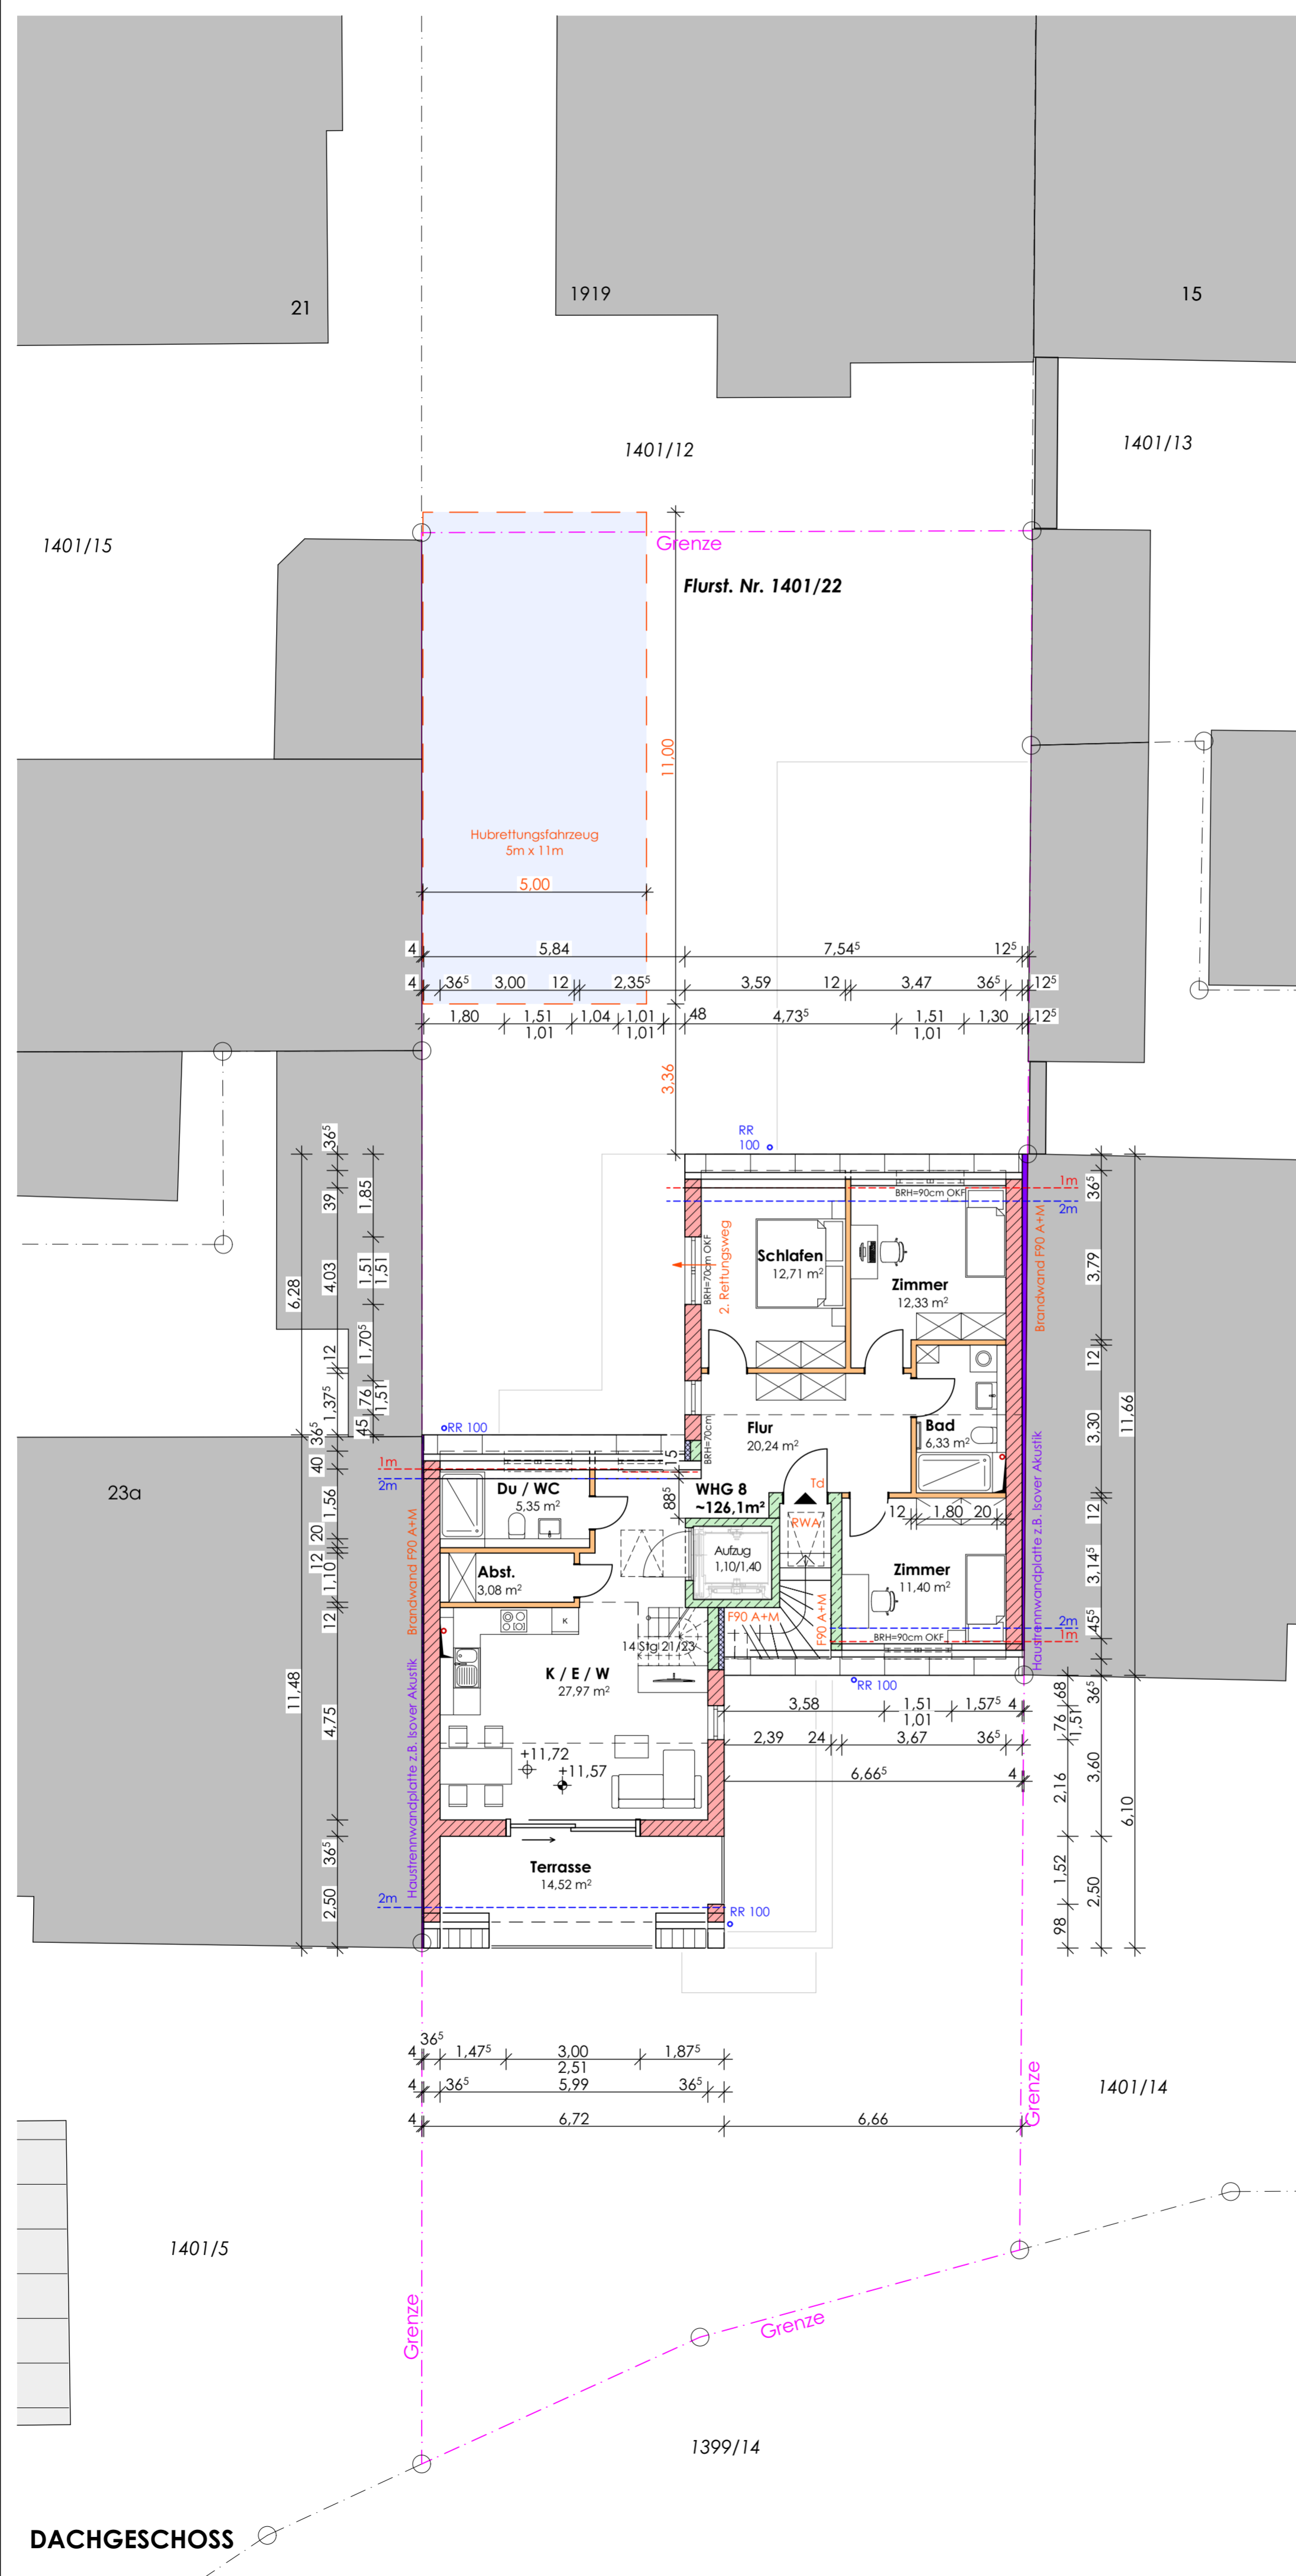 21
1919
15
1401/12
1401/13
1401/15
Grenze
Flurst. Nr. 1401/22
11,00
Hubrettungsfahrzeug
5m x 11m
5,00
4 5,84 7,54⁵ 12⁵
4 36⁵ 3,00 12 2,35⁵ 3,59 12 3,47 36⁵ 12⁵
1,80 1,51 1,04 1,01 48 4,73⁵ 1,51 1,30 12⁵
1,01 1,01 1,01
3,36
RR
100
36⁵
39
1,85
6,28
4,03
1,51
1,51
1,70⁵
12
1,37⁵
76
1,51
45
36⁵
40
1,56
20
12
1,10
12
11,48
4,75
36⁵
2,50
1m
2m
BRH=90cm OKF
BRH=70cm OKF
2. Rettungsweg
Schlafen
12,71 m²
Zimmer
12,33 m²
Brandwand F90 A+M
36⁵
3,79
12
3,30
11,66
12
3,14⁵
45⁵
RR 100
1m
2m
23a
Flur
20,24 m²
BRH=70cm
Bad
6,33 m²
15
88⁵
Du / WC
5,35 m²
WHG 8
~126,1m²
Td
RWA
12 1,80 20
Aufzug
1,10/1,40
Abst.
3,08 m²
Zimmer
11,40 m²
Brandwand F90 A+M
Haustrennwandplatte z.B. Isover Akustik
F90 A+M
F90 A+M
K
14 Stg 21/23
BRH=90cm OKF
2m
1m
K / E / W
27,97 m²
RR 100
Haustrennwandplatte z.B. Isover Akustik
3,58 1,51 1,57⁵ 4
1,01
2,39 24 3,67 36⁵
6,66⁵ 4
68
76
1,51
2,16
1,52
98
36⁵
3,60
2,50
6,10
+11,72
+11,57
Terrasse
14,52 m²
2m
RR 100
36⁵
4 1,47⁵ 3,00 1,87⁵
2,51
4 36⁵ 5,99 36⁵
4 6,72 6,66
Grenze
1401/14
1401/5
Grenze
Grenze
1399/14
DACHGESCHOSS